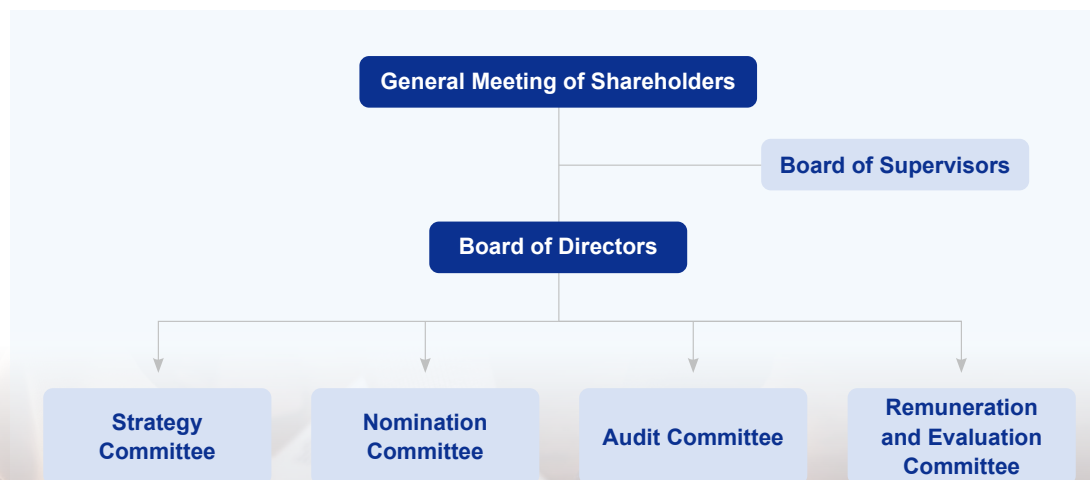 General Meeting of Shareholders
Board of Supervisors
Board of Directors
Strategy
Committee
Nomination
Committee
Audit Committee
Remuneration
and Evaluation
Committee